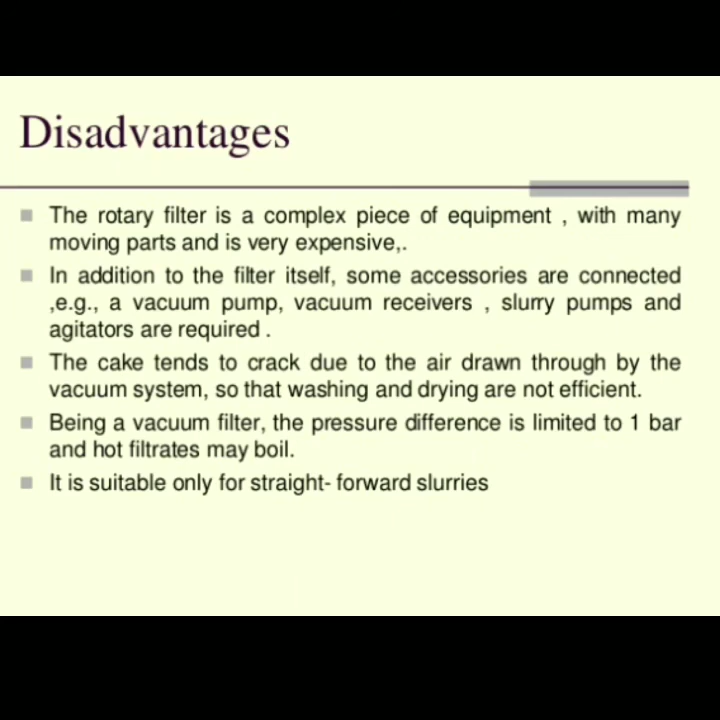 Disadvantages
The rotary filter is a complex piece of equipment , with many
moving parts and is very expensive,.
In addition to the filter itself, some accessories are connected
,e.g., a vacuum pump, vacuum receivers , slurry pumps and
agitators are required .
The cake tends to crack due to the air drawn through by the
vacuum system, so that washing and drying are not efficient.
Being a vacuum filter, the pressure difference is limited to 1 bar
and hot filtrates may boil.
It is suitable only for straight- forward slurries